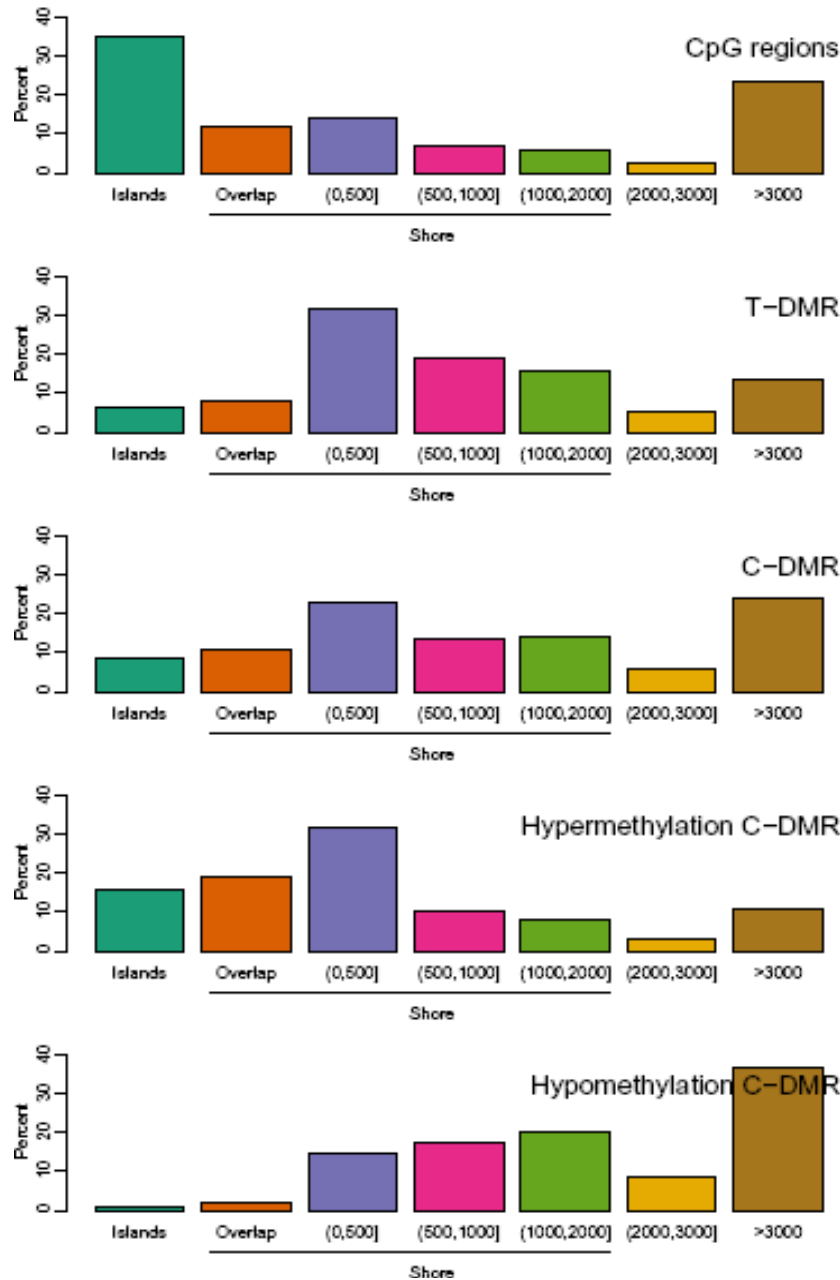 CpG regions
Percent
0 10 20 30 40
Islands Overlap (0,500] (500,1000] (1000,2000] (2000,3000] >3000
Shore
T-DMR
Percent
0 10 20 30 40
Islands Overlap (0,500] (500,1000] (1000,2000] (2000,3000] >3000
Shore
C-DMR
Percent
0 10 20 30 40
Islands Overlap (0,500] (500,1000] (1000,2000] (2000,3000] >3000
Shore
Hypermethylation C-DMR
Percent
0 10 20 30 40
Islands Overlap (0,500] (500,1000] (1000,2000] (2000,3000] >3000
Shore
Hypomethylation C-DMR
Percent
0 10 20 30 40
Islands Overlap (0,500] (500,1000] (1000,2000] (2000,3000] >3000
Shore